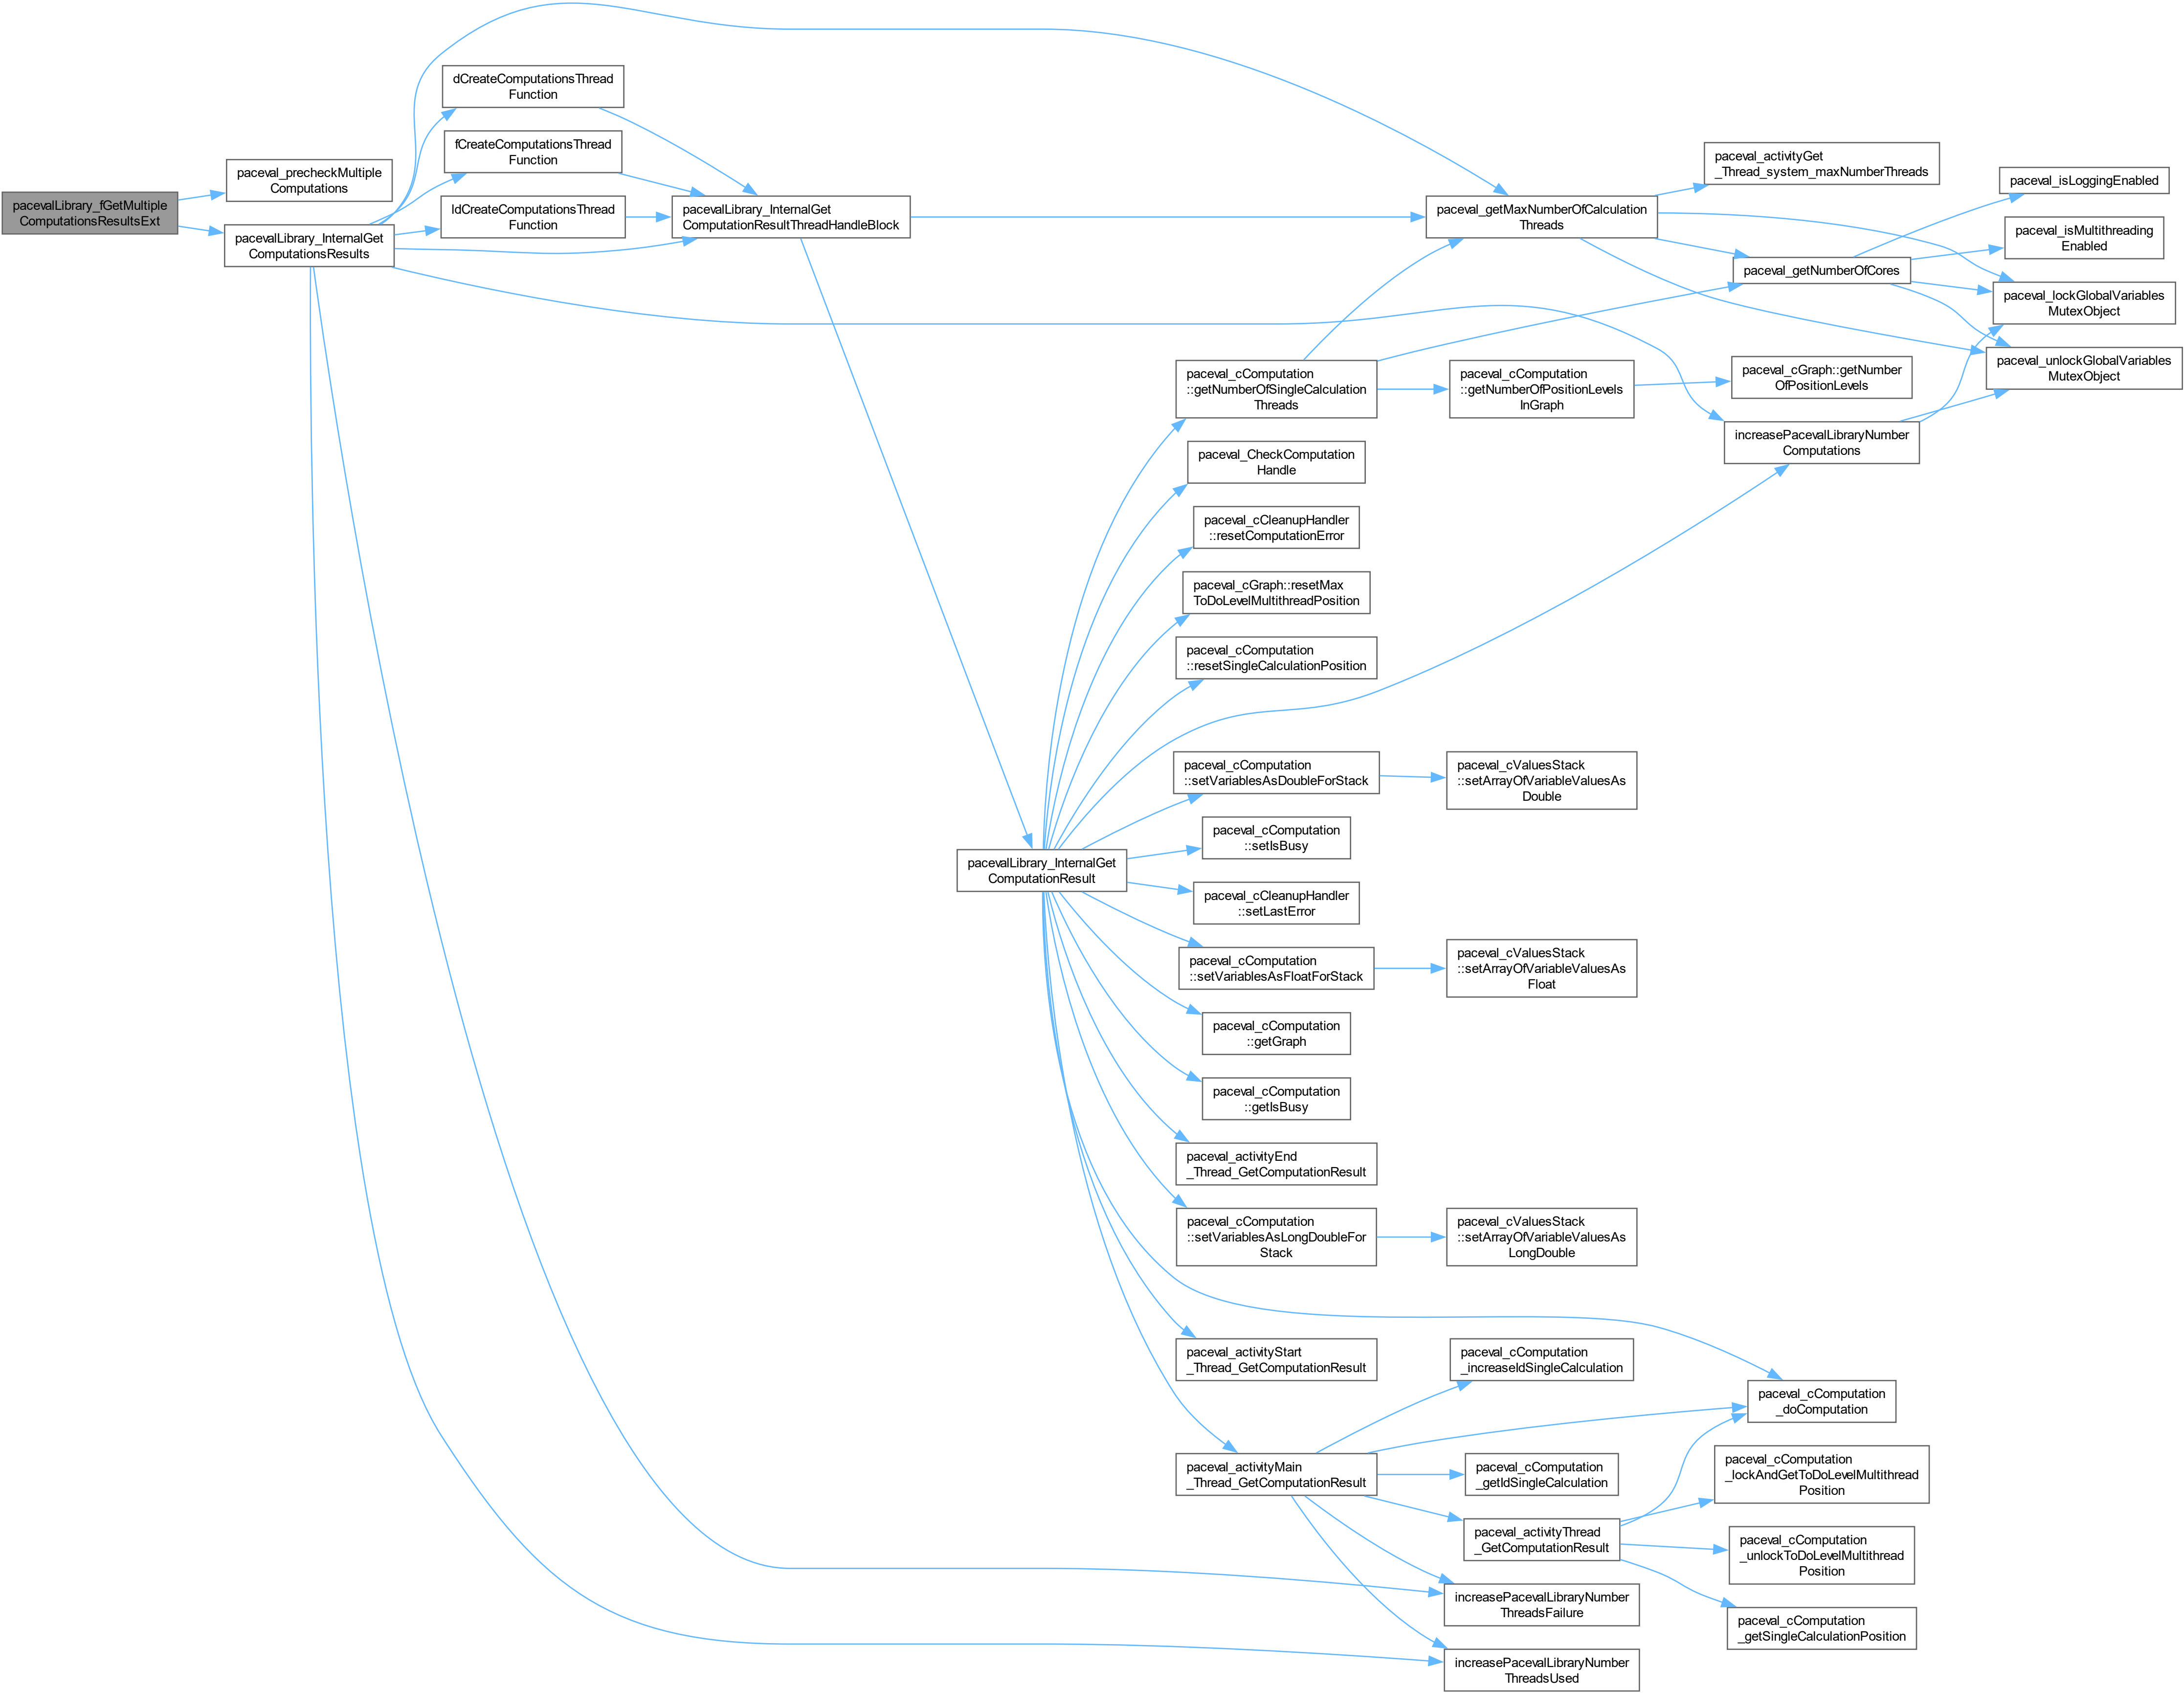 pacevalLibrary_fGetMultiple
ComputationsResultsExt
paceval_precheckMultiple
Computations
pacevalLibrary_InternalGet
ComputationsResults
dCreateComputationsThread
Function
fCreateComputationsThread
Function
ldCreateComputationsThread
Function
pacevalLibrary_InternalGet
ComputationResultThreadHandleBlock
pacevalLibrary_InternalGet
ComputationResult
paceval_cComputation
::getNumberOfSingleCalculation
Threads
paceval_CheckComputation
Handle
paceval_cCleanupHandler
::resetComputationError
paceval_cGraph::resetMax
ToDoLevelMultithreadPosition
paceval_cComputation
::resetSingleCalculationPosition
paceval_cComputation
::setVariablesAsDoubleForStack
paceval_cComputation
::setIsBusy
paceval_cCleanupHandler
::setLastError
paceval_cComputation
::setVariablesAsFloatForStack
paceval_cComputation
::getGraph
paceval_cComputation
::getIsBusy
paceval_activityEnd
_Thread_GetComputationResult
paceval_cComputation
::setVariablesAsLongDoubleFor
Stack
paceval_activityStart
_Thread_GetComputationResult
paceval_activityMain
_Thread_GetComputationResult
paceval_getMaxNumberOfCalculation
Threads
paceval_cComputation
::getNumberOfPositionLevels
InGraph
paceval_cValuesStack
::setArrayOfVariableValuesAs
Double
paceval_cValuesStack
::setArrayOfVariableValuesAs
Float
paceval_cValuesStack
::setArrayOfVariableValuesAs
LongDouble
paceval_cComputation
_increaseIdSingleCalculation
paceval_cComputation
_getIdSingleCalculation
paceval_activityThread
_GetComputationResult
increasePacevalLibraryNumber
ThreadsFailure
increasePacevalLibraryNumber
ThreadsUsed
paceval_activityGet
_Thread_system_maxNumberThreads
paceval_getNumberOfCores
paceval_cGraph::getNumber
OfPositionLevels
increasePacevalLibraryNumber
Computations
paceval_cComputation
_doComputation
paceval_cComputation
_lockAndGetToDoLevelMultithread
Position
paceval_cComputation
_unlockToDoLevelMultithread
Position
paceval_cComputation
_getSingleCalculationPosition
paceval_isLoggingEnabled
paceval_isMultithreading
Enabled
paceval_lockGlobalVariables
MutexObject
paceval_unlockGlobalVariables
MutexObject